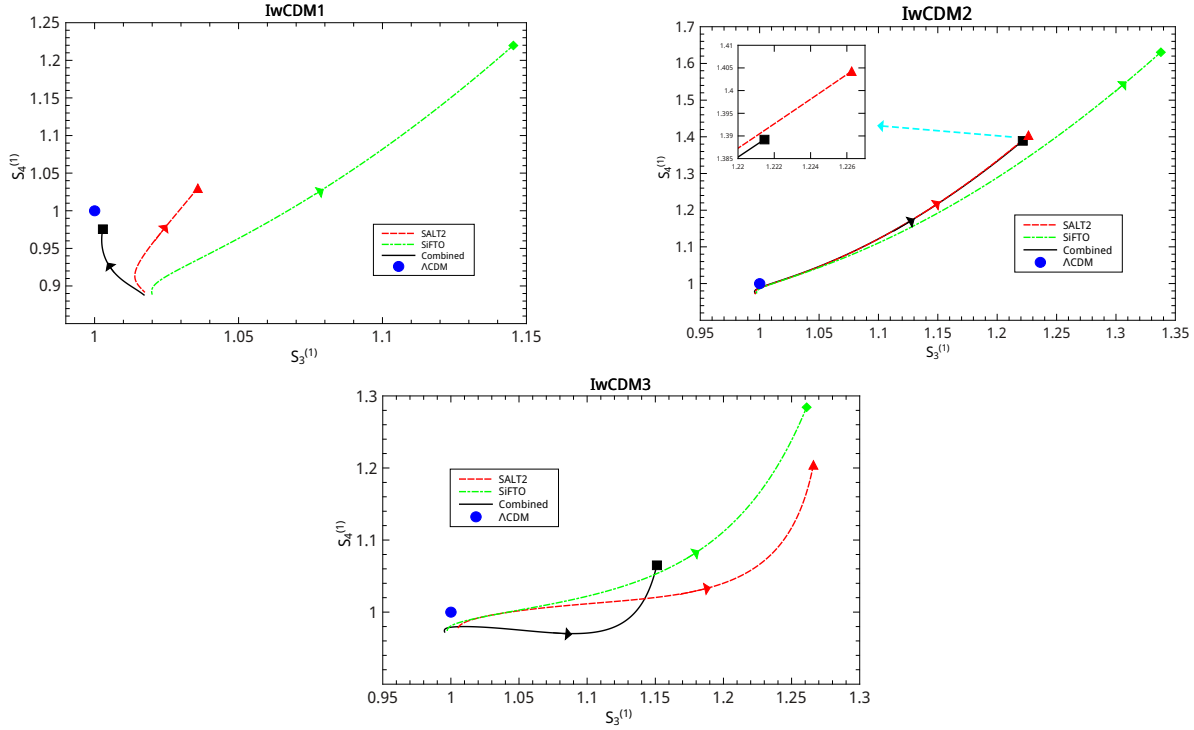 IwCDM1
1.25
1.2
1.15
1.1
1.05
1
0.95
0.9
S₄⁽¹⁾
1
1.05
1.1
1.15
S₃⁽¹⁾
SALT2
SiFTO
Combined
ΛCDM
IwCDM2
1.7
1.6
1.5
1.4
1.3
1.2
1.1
1
S₄⁽¹⁾
1.41
1.405
1.4
1.395
1.39
1.385
1.22
1.222
1.224
1.226
0.95
1
1.05
1.1
1.15
1.2
1.25
1.3
1.35
S₃⁽¹⁾
SALT2
SiFTO
Combined
ΛCDM
IwCDM3
1.3
1.2
1.1
1
S₄⁽¹⁾
0.95
1
1.05
1.1
1.15
1.2
1.25
1.3
S₃⁽¹⁾
SALT2
SiFTO
Combined
ΛCDM